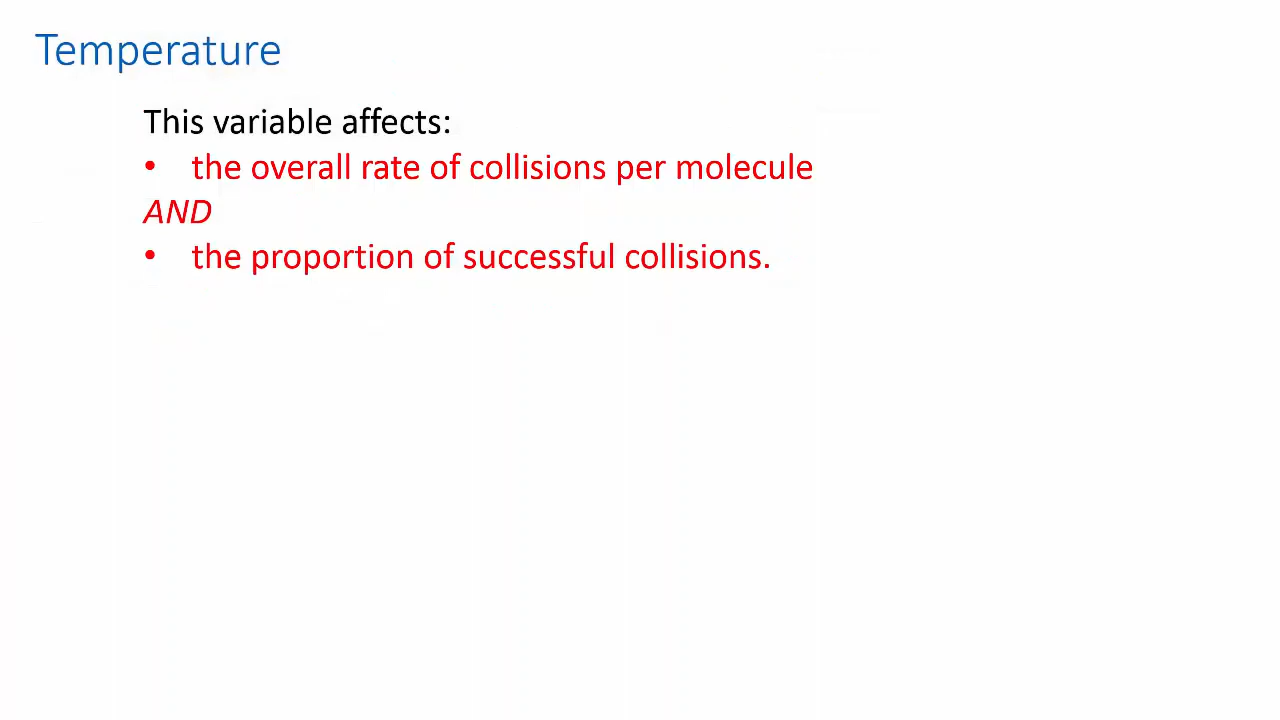 Temperature
This variable affects:
• the overall rate of collisions per molecule
AND
• the proportion of successful collisions.